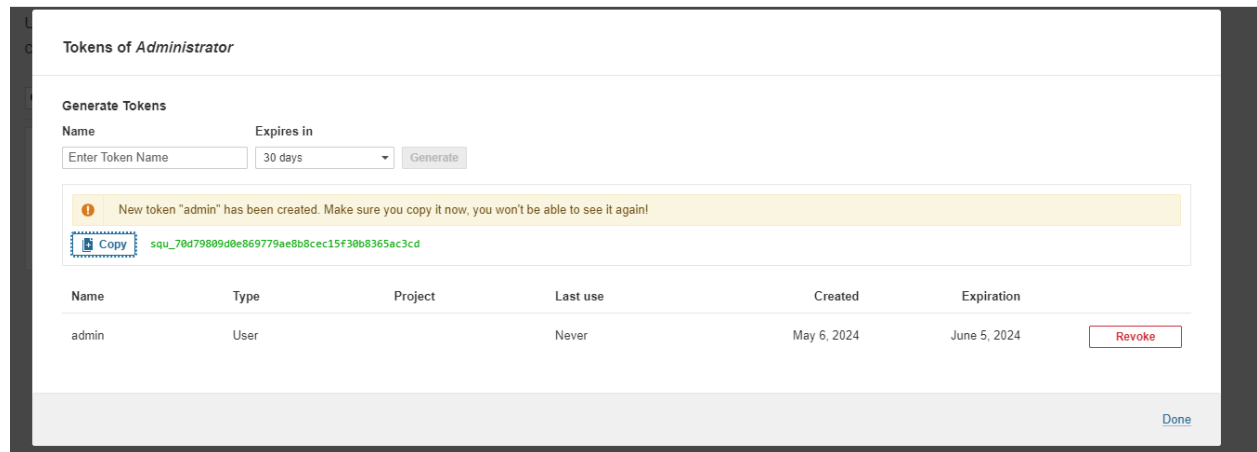 Tokens of Administrator
Generate Tokens
Name Expires in
Enter Token Name 30 days Generate
New token "admin" has been created. Make sure you copy it now, you won't be able to see it again!
Copy squ_70d79809d0e869779ae8b8cec15f30b8365ac3cd
Name Type Project Last use Created Expiration
admin User Never May 6, 2024 June 5, 2024 Revoke
Done